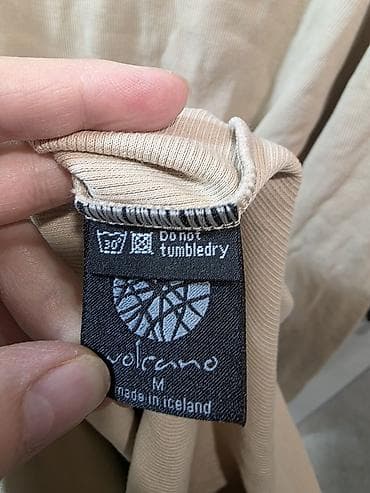 30°
Do not
tumbledry
volcano
M
made in iceland